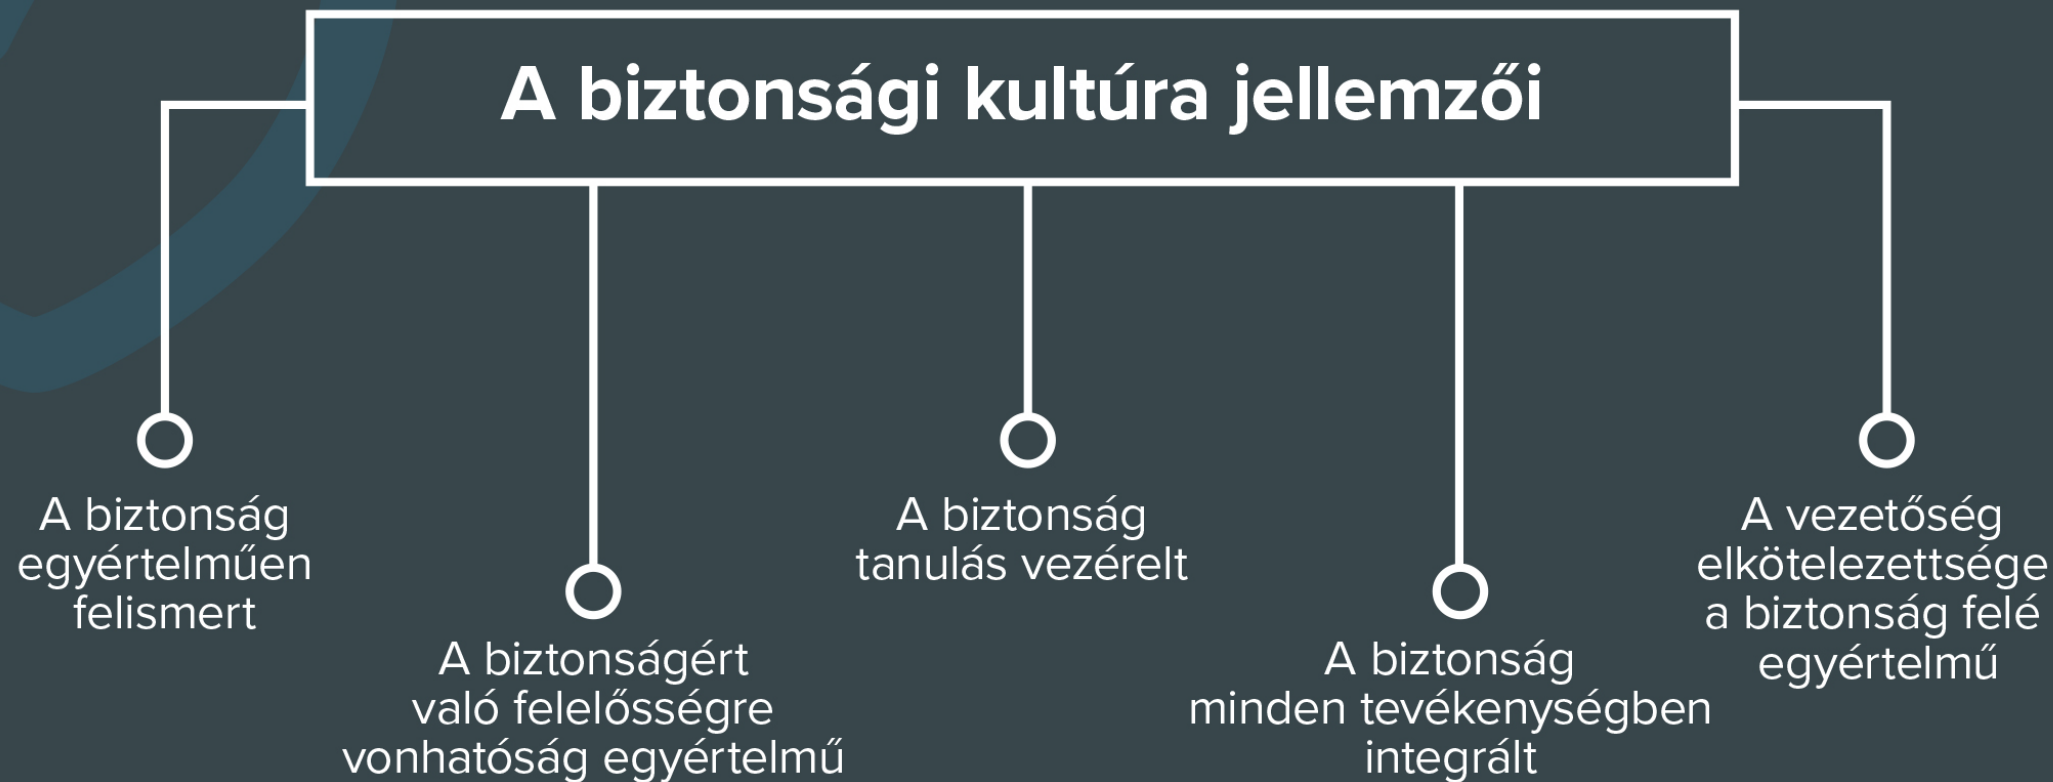 A biztonsági kultúra jellemzői
A biztonság
egyértelműen
felismert
A biztonságért
való felelősségre
vonhatóság egyértelmű
A biztonság
tanulás vezérelt
A biztonság
minden tevékenységben
integrált
A vezetőség
elkötelezettsége
a biztonság felé
egyértelmű